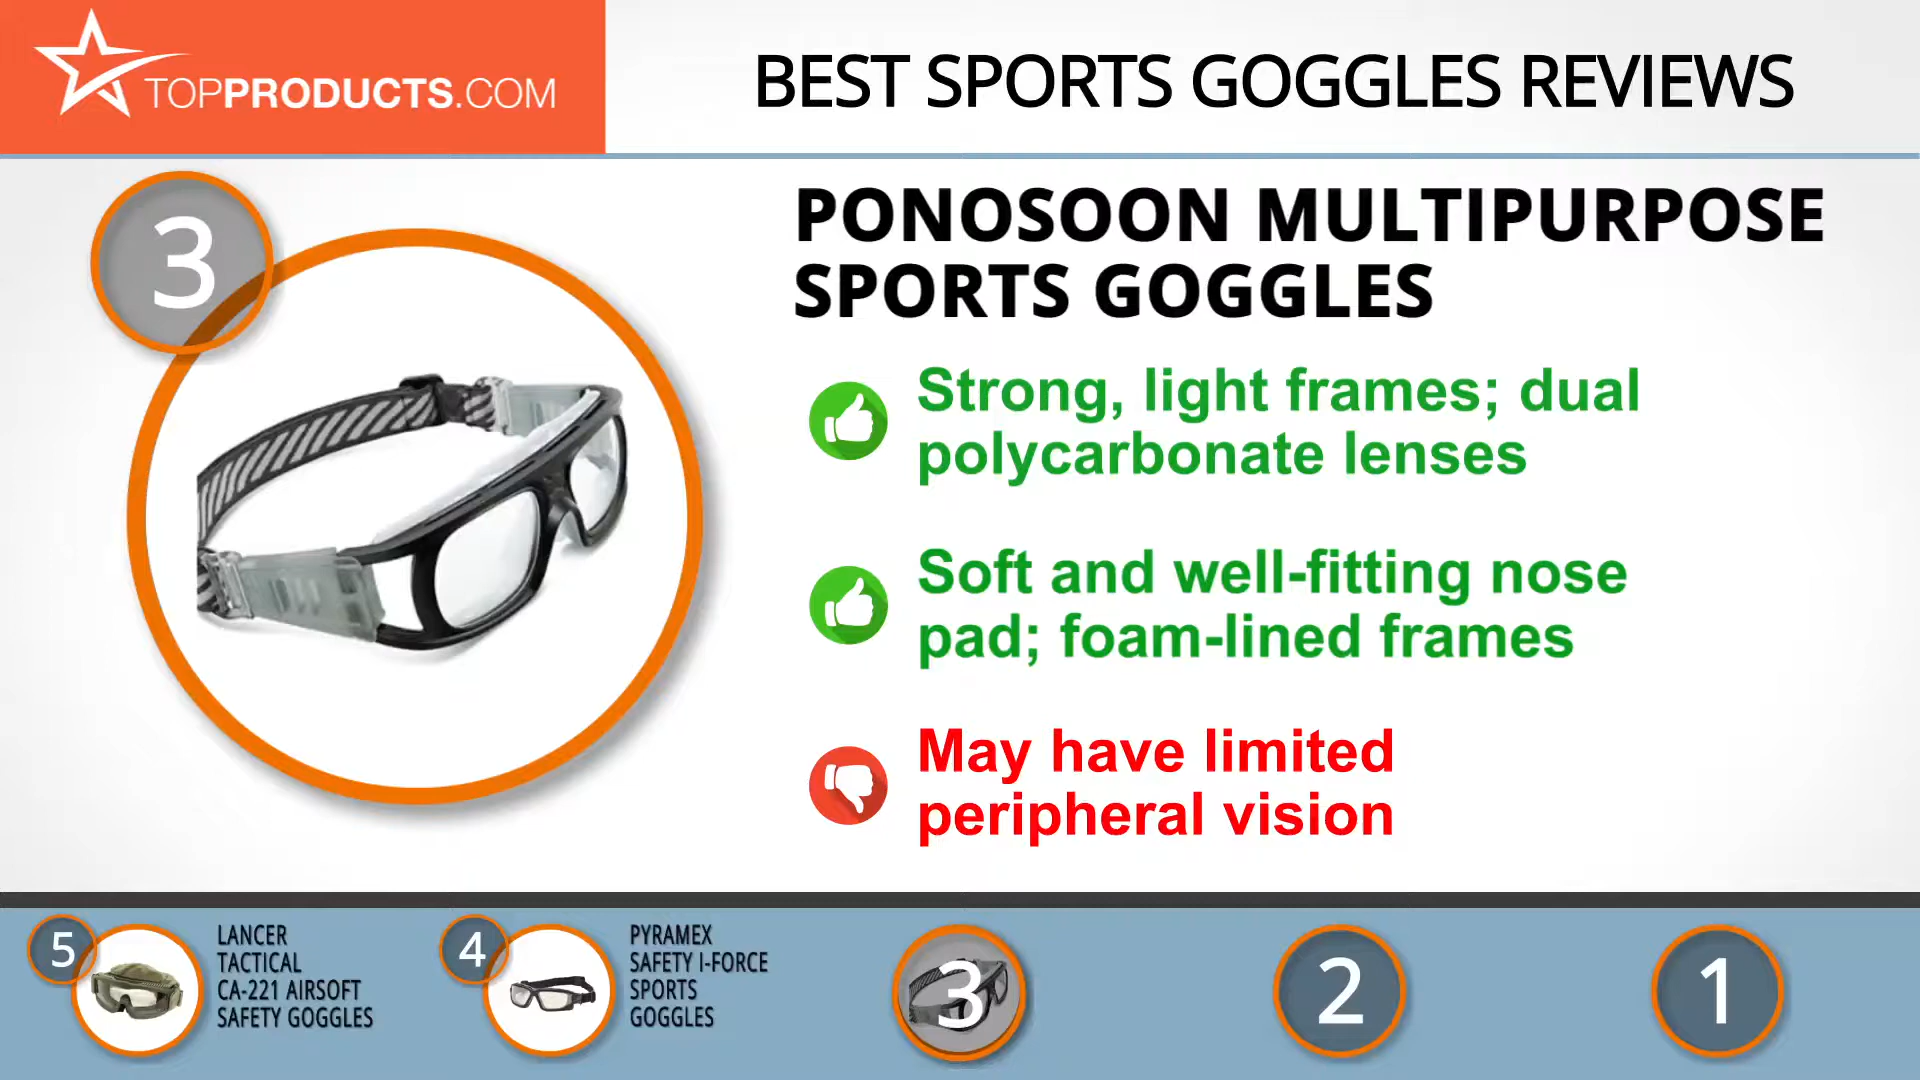 TOPPRODUCTS.COM
BEST SPORTS GOGGLES REVIEWS
3
PONOSOON MULTIPURPOSE
SPORTS GOGGLES
Strong, light frames; dual
polycarbonate lenses
Soft and well-fitting nose
pad; foam-lined frames
May have limited
peripheral vision
5
LANCER
TACTICAL
CA-221 AIRSOFT
SAFETY GOGGLES
4
PYRAMEX
SAFETY I-FORCE
SPORTS
GOGGLES
3
2
1